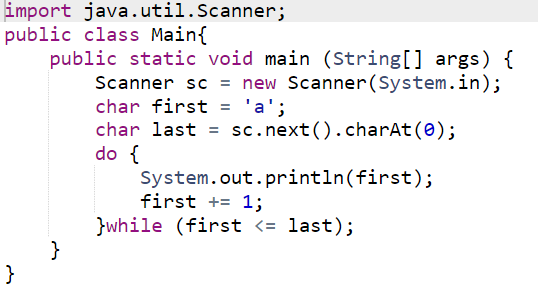 import java.util.Scanner;
public class Main{
    public static void main (String[] args) {
        Scanner sc = new Scanner(System.in);
        char first = 'a';
        char last = sc.next().charAt(0);
        do {
            System.out.println(first);
            first += 1;
        }while (first <= last);
    }
}